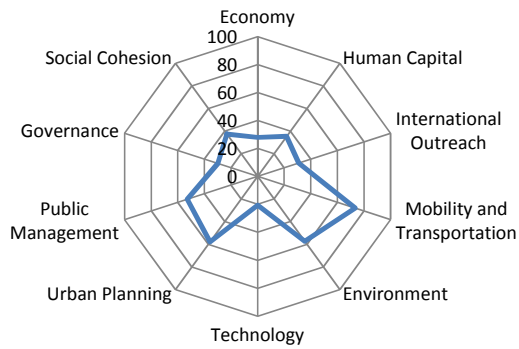 Economy
100
80
60
40
20
0
Human Capital
International
Outreach
Mobility and
Transportation
Environment
Technology
Urban Planning
Public
Management
Governance
Social Cohesion